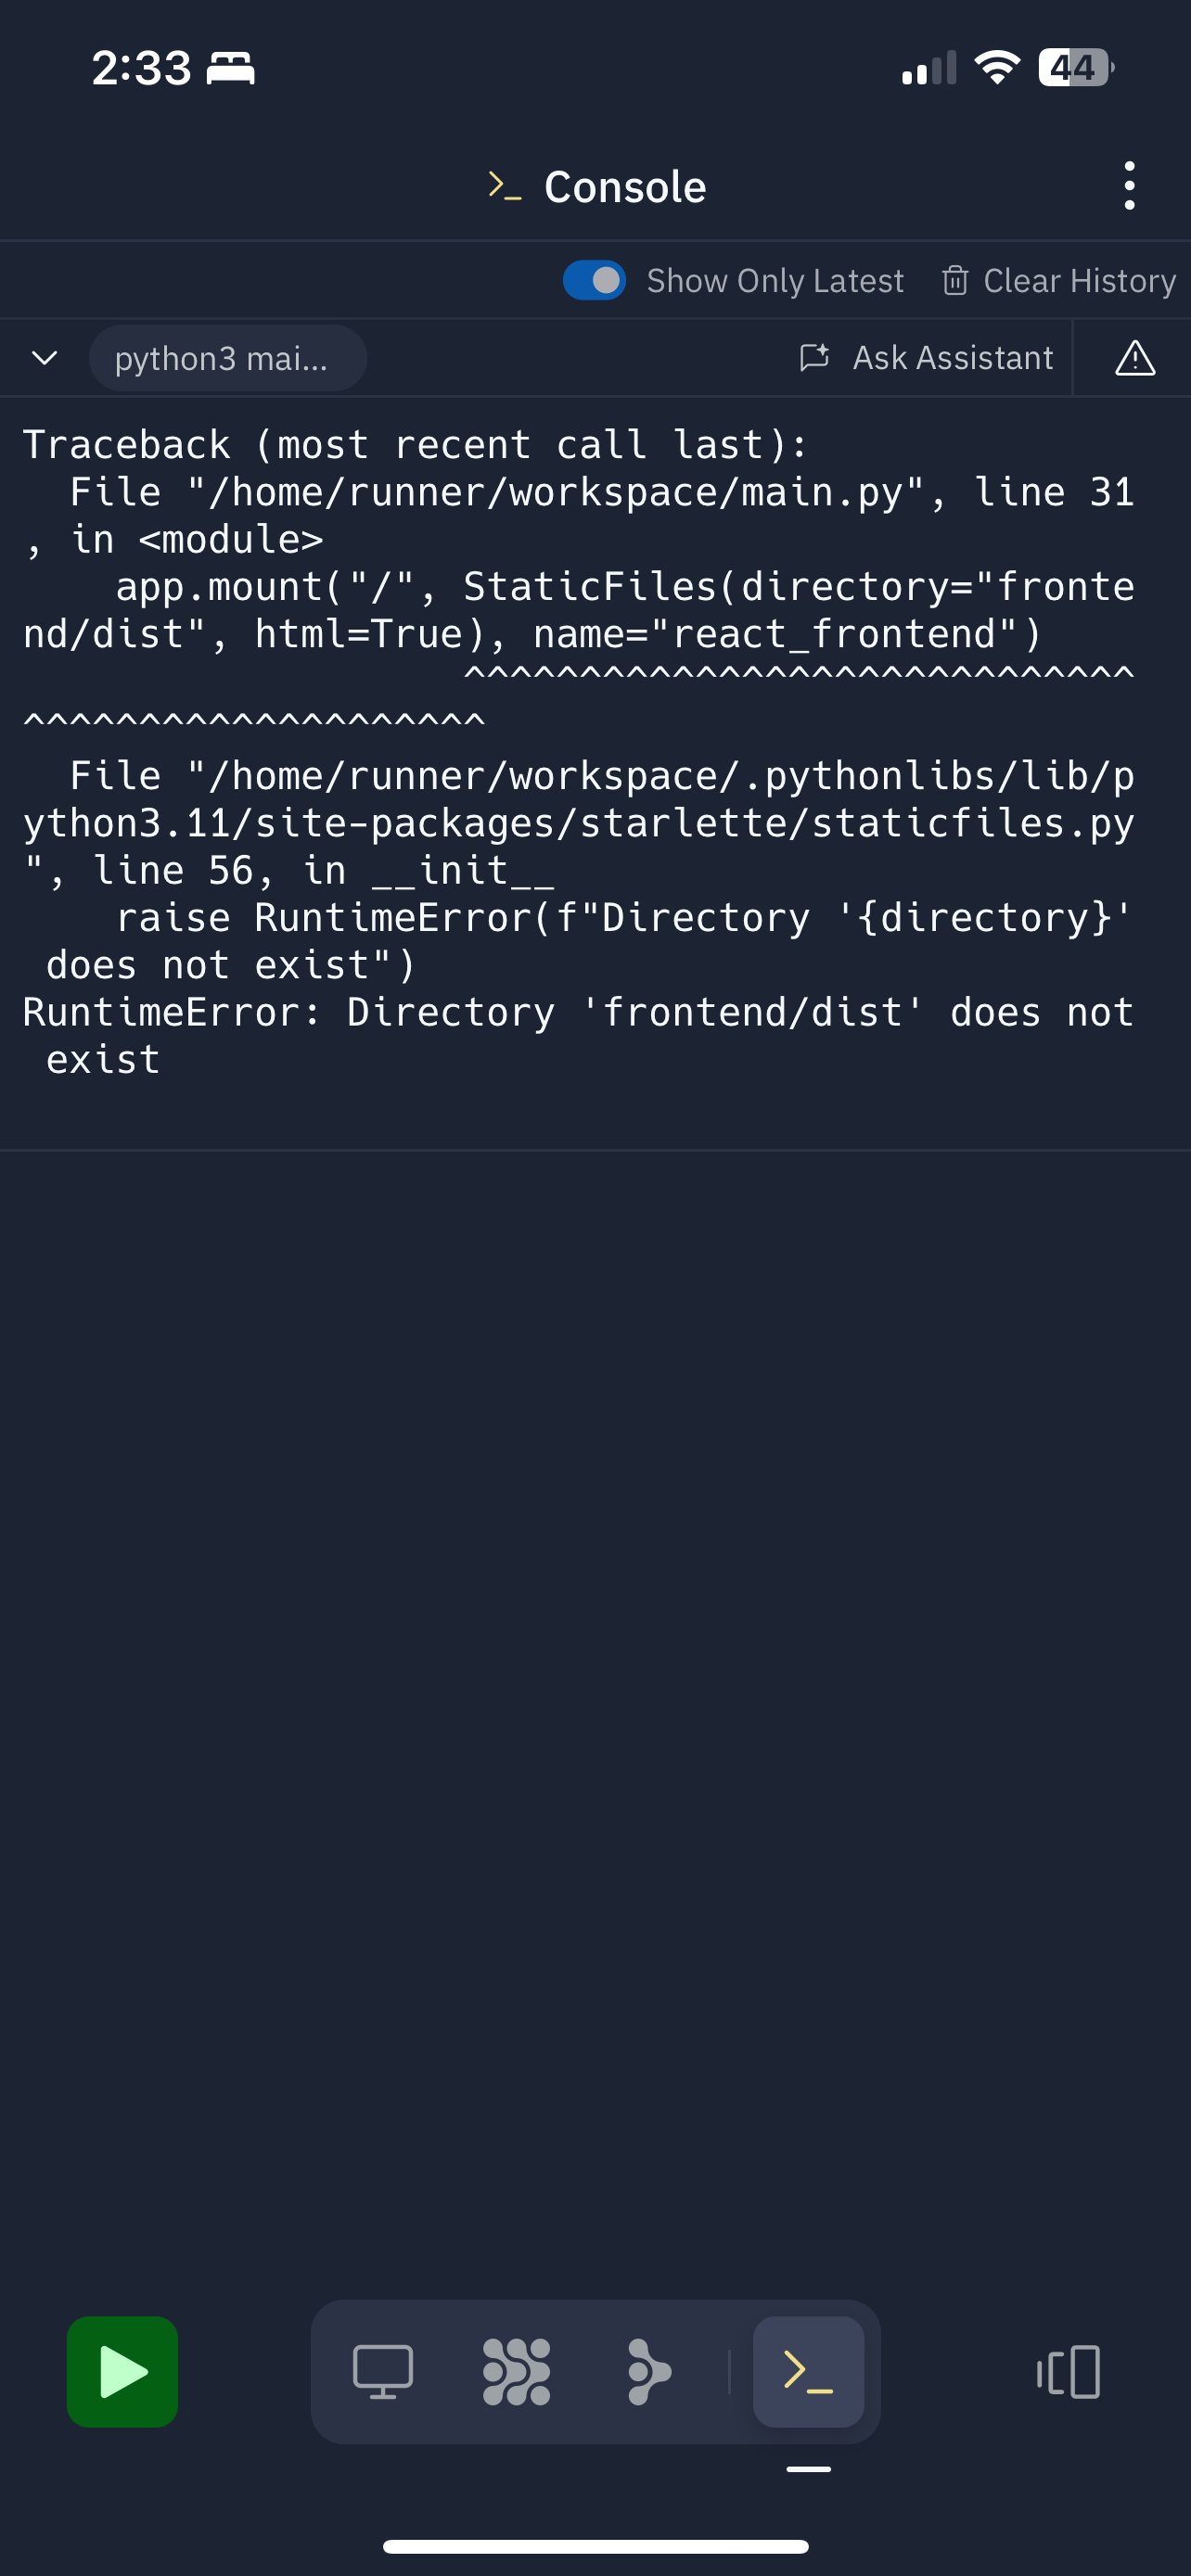 2:33
44
>_ Console
Show Only Latest
Clear History
python3 mai...
Ask Assistant
Traceback (most recent call last):
  File "/home/runner/workspace/main.py", line 31
, in <module>
    app.mount("/", StaticFiles(directory="fronte
nd/dist", html=True), name="react_frontend")
                   ^^^^^^^^^^^^^^^^^^^^^^^^^^^^^
^^^^^^^^^^^^^^^^^^^^
  File "/home/runner/workspace/.pythonlibs/lib/p
ython3.11/site-packages/starlette/staticfiles.py
", line 56, in __init__
    raise RuntimeError(f"Directory '{directory}'
 does not exist")
RuntimeError: Directory 'frontend/dist' does not
 exist